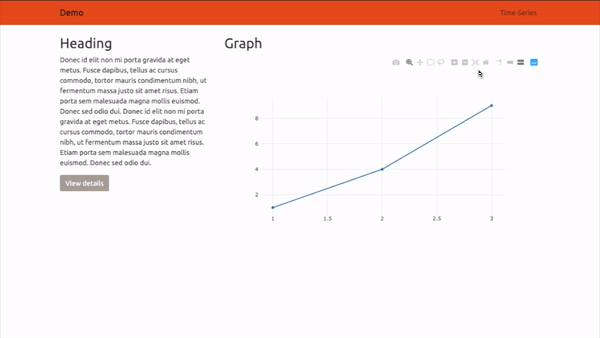 Demo
Time-Series
Heading
Donec id elit non mi porta gravida at eget
metus. Fusce dapibus, tellus ac cursus
commodo, tortor mauris condimentum nibh, ut
fermentum massa justo sit amet risus. Etiam
porta sem malesuada magna mollis euismod.
Donec sed odio dui. Donec id elit non mi porta
gravida at eget metus. Fusce dapibus, tellus ac
cursus commodo, tortor mauris condimentum
nibh, ut fermentum massa justo sit amet risus.
Etiam porta sem malesuada magna mollis
euismod. Donec sed odio dui.
View details
Graph
8
6
4
2
1
1.5
2
2.5
3